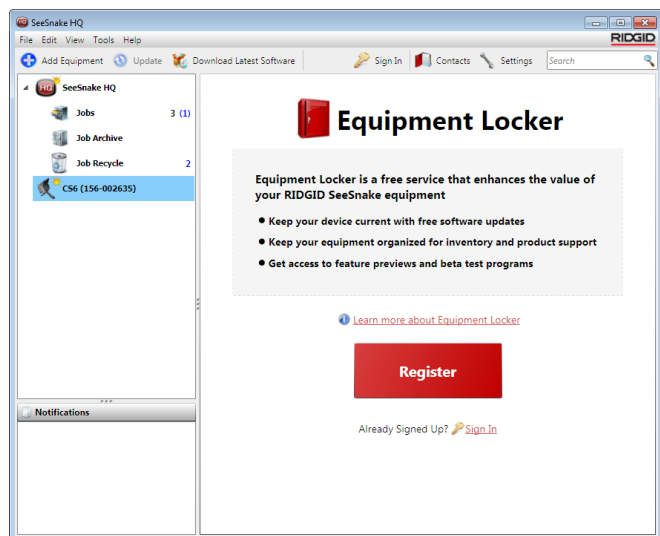 SeeSnake HQ
File Edit View Tools Help
RIDGID
Add Equipment Update Download Latest Software Sign In Contacts Settings Search
HQ SeeSnake HQ
Jobs 3 (1)
Job Archive
Job Recycle 2
CS6 (156-002635)
Equipment Locker
Equipment Locker is a free service that enhances the value of
your RIDGID SeeSnake equipment
● Keep your device current with free software updates
● Keep your equipment organized for inventory and product support
● Get access to feature previews and beta test programs
Learn more about Equipment Locker
Register
Already Signed Up? Sign In
Notifications